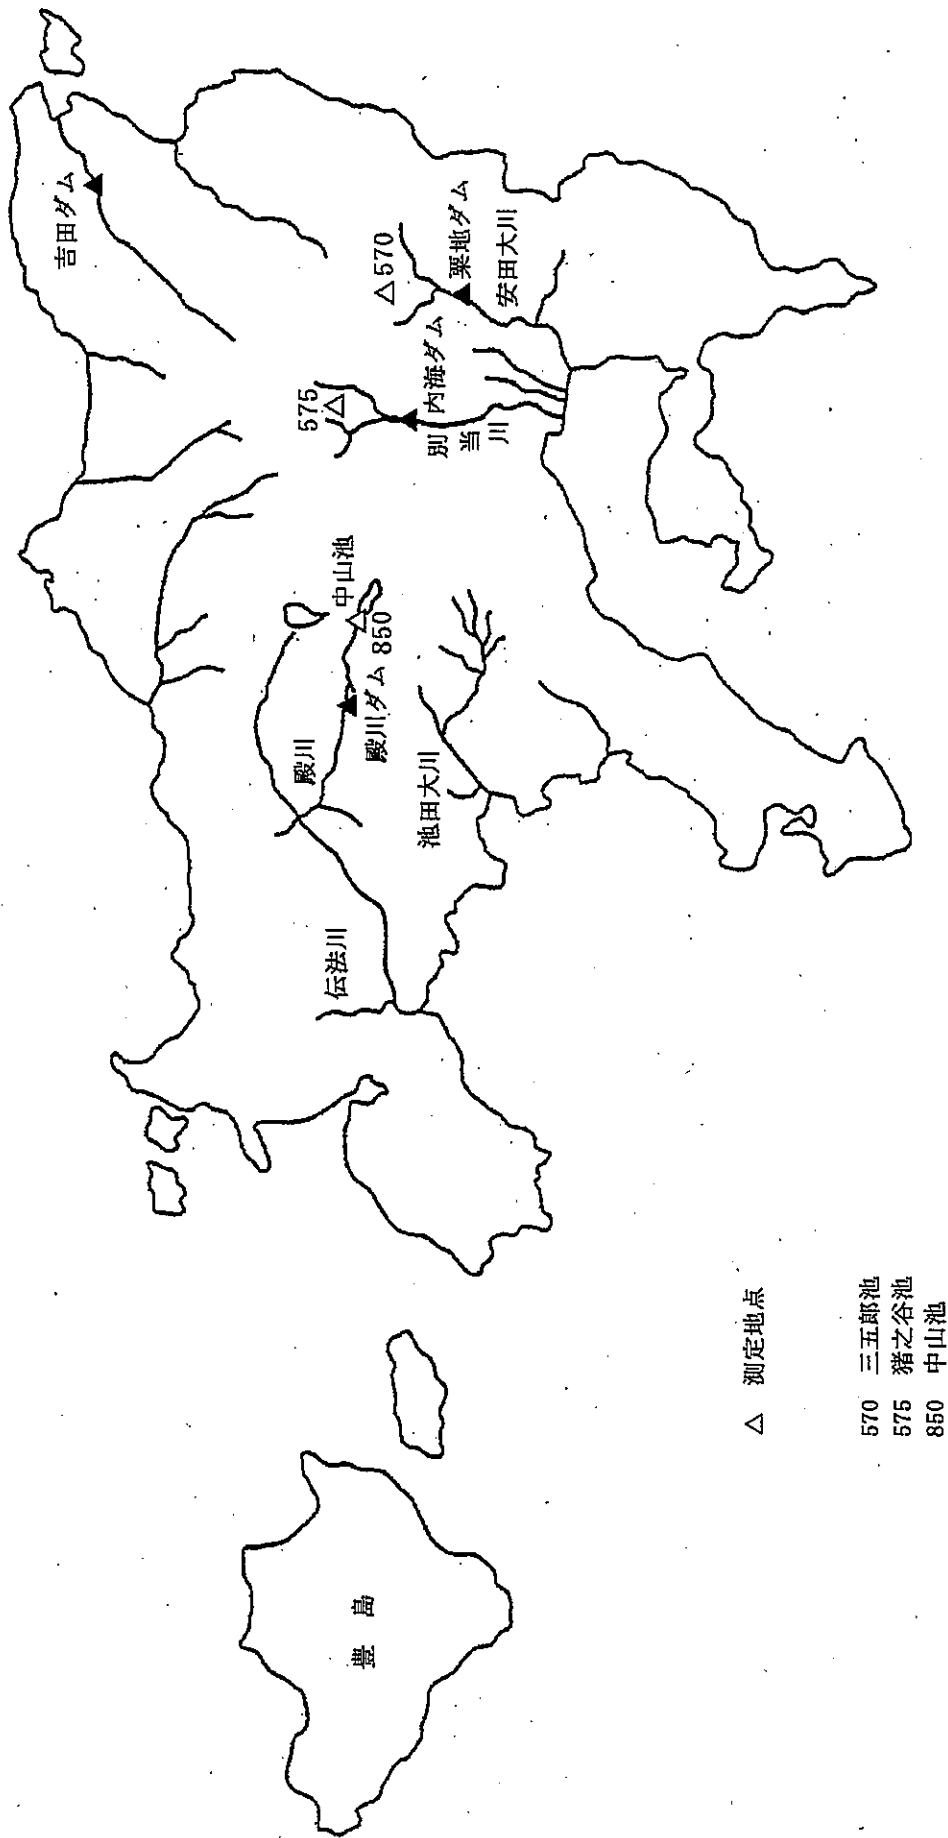 吉田ダム
△570
粟地ダム
安田大川
575
△
内海ダム
別当川
中山池
△
850
殿川ダム
殿川
池田大川
伝法川
豊島
△ 測定地点
570 三五郎池
575 猪之谷池
850 中山池